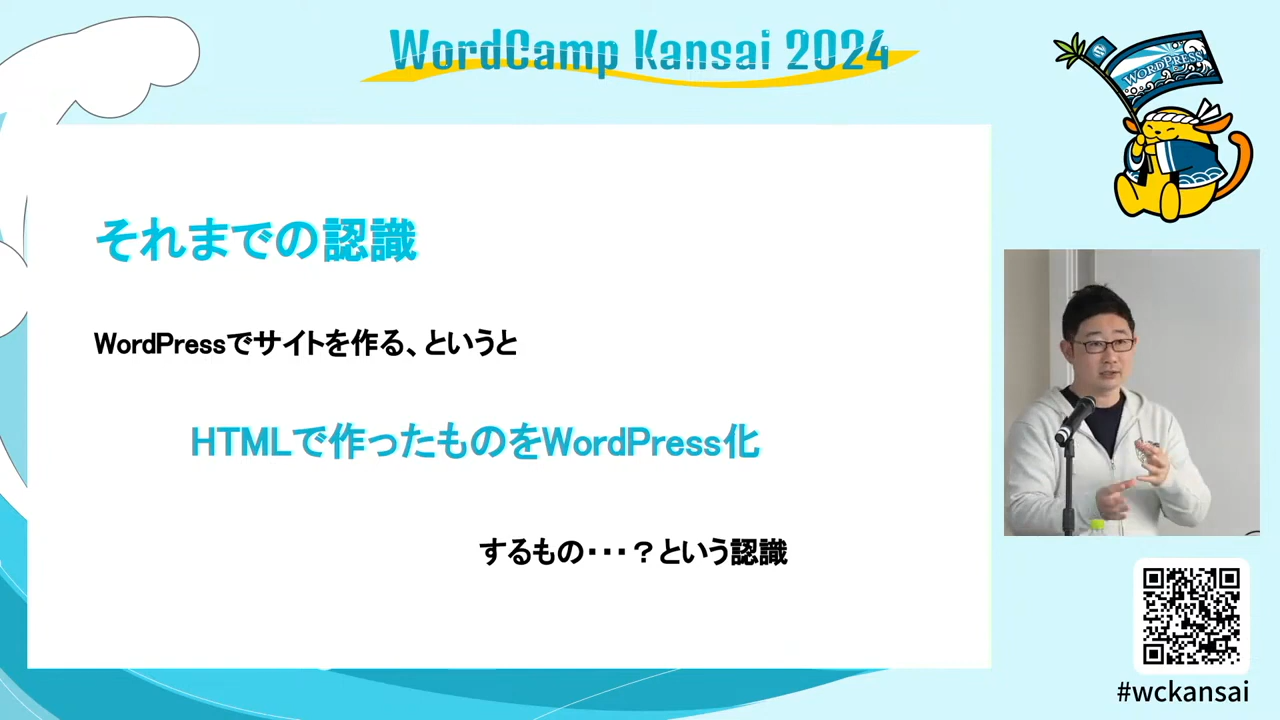 WordCamp Kansai 2024
WORDPRESS
それまでの認識
WordPressでサイトを作る、というと
HTMLで作ったものをWordPress化
するもの・・・？という認識
#wckansai